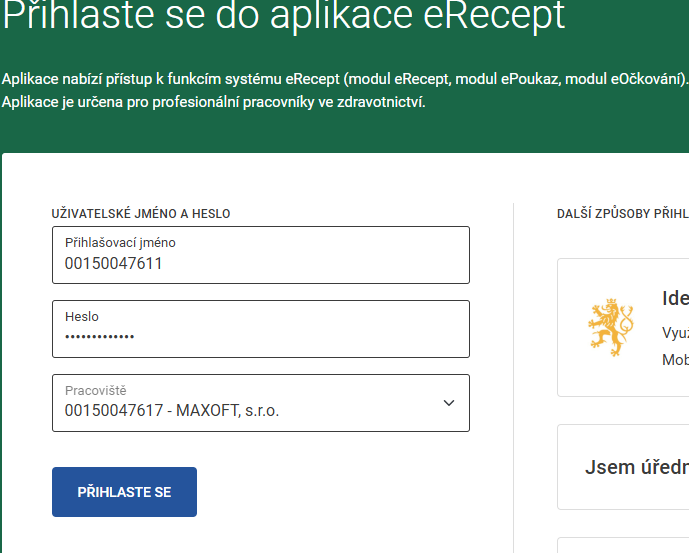 Přihlaste se do aplikace eRecept
Aplikace nabízí přístup k funkcím systému eRecept (modul eRecept, modul ePoukaz, modul eOčkování).
Aplikace je určena pro profesionální pracovníky ve zdravotnictví.
UŽIVATELSKÉ JMÉNO A HESLO
Přihlašovací jméno
00150047611
Heslo
•••••••••••••
Pracoviště
00150047617 - MAXOFT, s.r.o.
PŘIHLASTE SE
DALŠÍ ZPŮSOBY PŘIHL
Ide
Využ
Mob
Jsem úředn